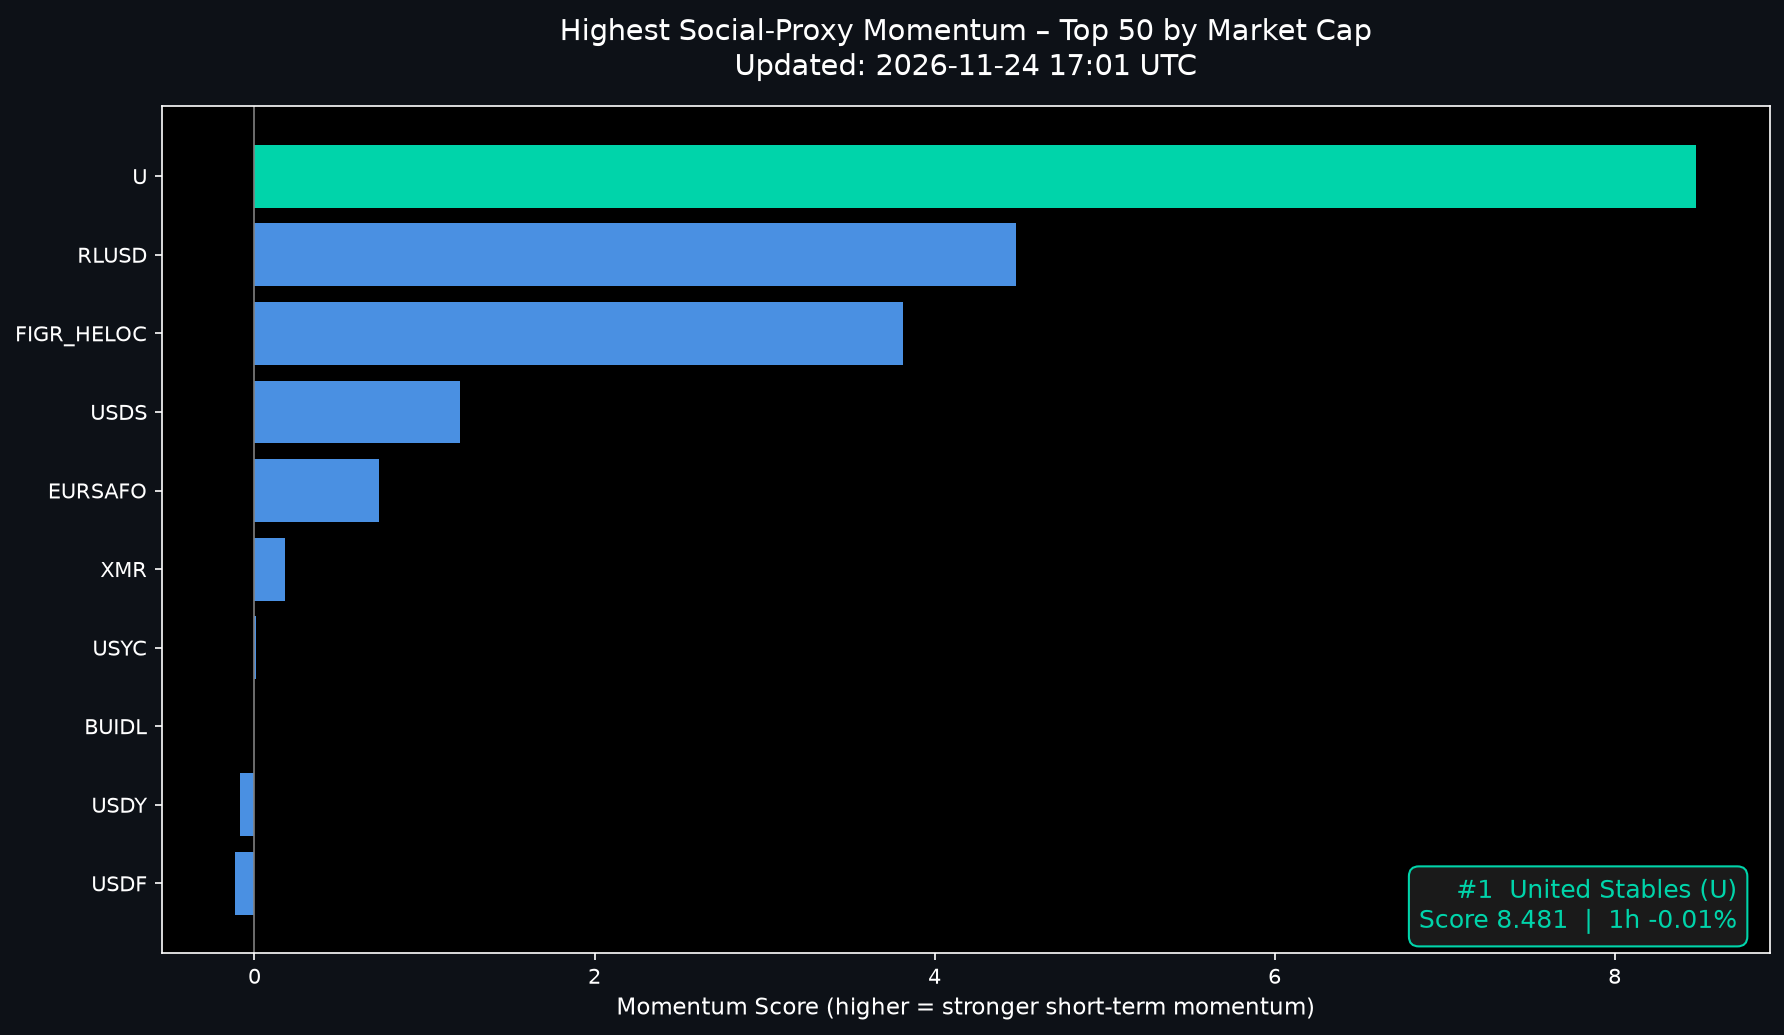 Highest Social-Proxy Momentum – Top 50 by Market Cap
Updated: 2026-11-24 17:01 UTC
U
RLUSD
FIGR_HELOC
USDS
EURSAFO
XMR
USYC
BUIDL
USDY
USDF
#1  United Stables (U)
Score 8.481  |  1h -0.01%
0 2 4 6 8
Momentum Score (higher = stronger short-term momentum)